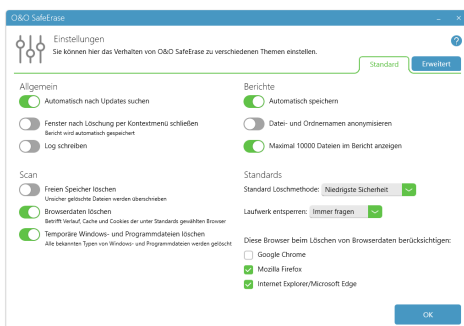 O&O SafeErase
Einstellungen
Sie können hier das Verhalten von O&O SafeErase zu verschiedenen Themen einstellen.
Standard
Erweitert
Allgemein
Automatisch nach Updates suchen
Fenster nach Löschung per Kontextmenü schließen
Bericht wird automatisch gespeichert
Log schreiben
Berichte
Automatisch speichern
Datei- und Ordnernamen anonymisieren
Maximal 10000 Dateien im Bericht anzeigen
Scan
Freien Speicher löschen
Unsicher gelöschte Dateien werden überschrieben
Browserdaten löschen
Betrifft Verlauf, Cache und Cookies der unter Standards gewählten Browser
Temporäre Windows- und Programmdateien löschen
Alle bekannten Typen von Windows- und Programmdateien werden gelöscht
Standards
Standard Löschmethode: Niedrigste Sicherheit
Laufwerk entsperren: Immer fragen
Diese Browser beim Löschen von Browserdaten berücksichtigen:
Google Chrome
Mozilla Firefox
Internet Explorer/Microsoft Edge
OK